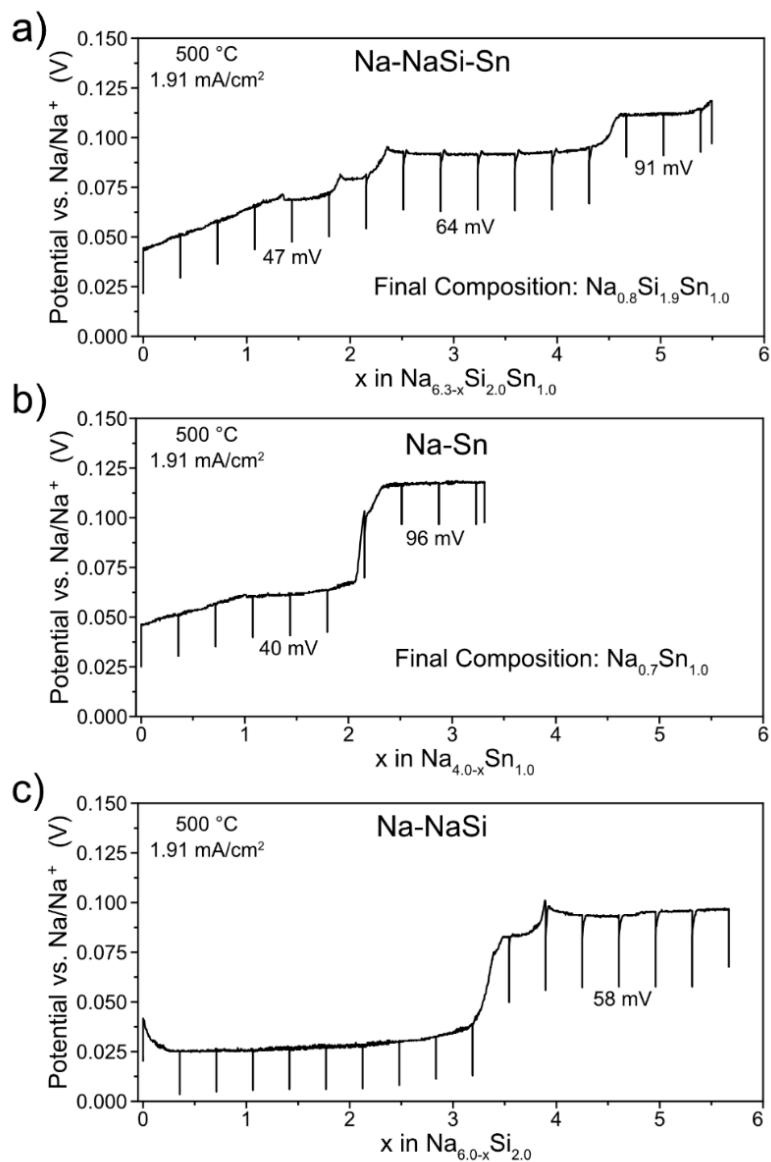 a)
500 °C
1.91 mA/cm²
Na-NaSi-Sn
Potential vs. Na/Na⁺ (V)
0.150
0.125
0.100
0.075
0.050
0.025
0.000
47 mV
64 mV
91 mV
Final Composition: Na₀.₈Si₁.₉Sn₁.₀
0 1 2 3 4 5 6
x in Na₆.₃₋ₓSi₂.₀Sn₁.₀
b)
500 °C
1.91 mA/cm²
Na-Sn
Potential vs. Na/Na⁺ (V)
0.150
0.125
0.100
0.075
0.050
0.025
0.000
40 mV
96 mV
Final Composition: Na₀.₇Sn₁.₀
0 1 2 3 4 5 6
x in Na₄.₀₋ₓSn₁.₀
c)
500 °C
1.91 mA/cm²
Na-NaSi
Potential vs. Na/Na⁺ (V)
0.150
0.125
0.100
0.075
0.050
0.025
0.000
58 mV
0 1 2 3 4 5 6
x in Na₆.₀₋ₓSi₂.₀